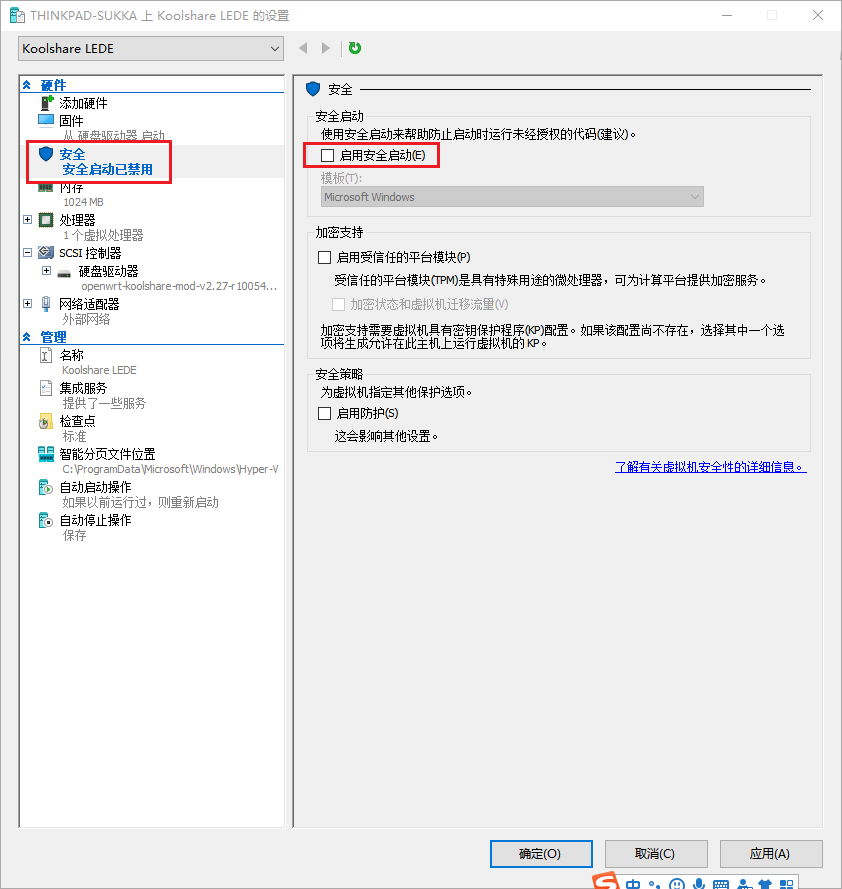 THINKPAD-SUKKA 上 Koolshare LEDE 的设置
Koolshare LEDE
硬件
添加硬件
固件
从 硬盘驱动器 启动
安全
安全启动已禁用
内存
1024 MB
处理器
1 个虚拟处理器
SCSI 控制器
硬盘驱动器
openwrt-koolshare-mod-v2.27-r10054...
网络适配器
外部网络
管理
名称
Koolshare LEDE
集成服务
提供了一些服务
检查点
标准
智能分页文件位置
C:\ProgramData\Microsoft\Windows\Hyper-V
自动启动操作
如果以前运行过，则重新启动
自动停止操作
保存
安全
安全启动
使用安全启动来帮助防止启动时运行未经授权的代码(建议)。
启用安全启动(E)
模板(T):
Microsoft Windows
加密支持
启用受信任的平台模块(P)
受信任的平台模块(TPM)是具有特殊用途的微处理器，可为计算平台提供加密服务。
加密状态和虚拟机迁移流量(V)
加密支持需要虚拟机具有密钥保护程序(KP)配置。如果该配置尚不存在，选择其中一个选
项将生成允许在此主机上运行虚拟机的 KP。
安全策略
为虚拟机指定其他保护选项。
启用防护(S)
这会影响其他设置。
了解有关虚拟机安全性的详细信息。
确定(O)
取消(C)
应用(A)
中